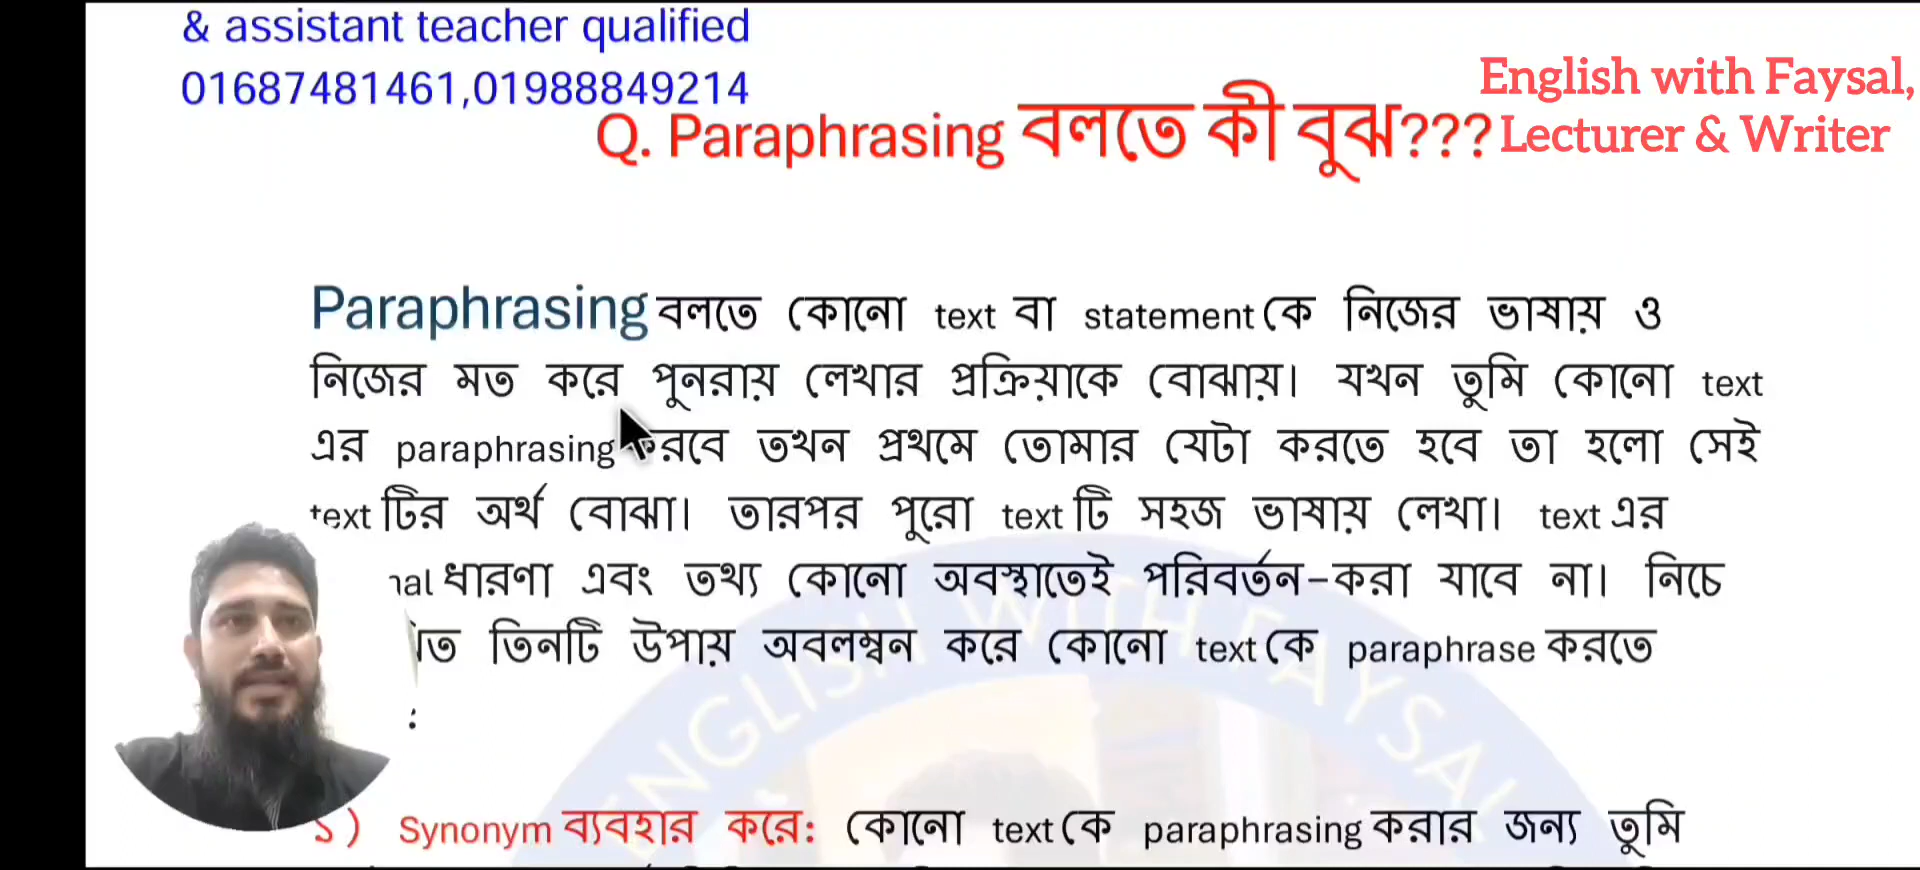 & assistant teacher qualified
01687481461,01988849214
English with Faysal,
Lecturer & Writer
Q. Paraphrasing বলতে কী বুঝ???
Paraphrasing বলতে কোনো text বা statement কে নিজের ভাষায় ও
নিজের মত করে পুনরায় লেখার প্রক্রিয়াকে বোঝায়। যখন তুমি কোনো text
এর paraphrasing করবে তখন প্রথমে তোমার যেটা করতে হবে তা হলো সেই
text টির অর্থ বোঝা। তারপর পুরো text টি সহজ ভাষায় লেখা। text এর
ধারণা এবং তথ্য কোনো অবস্থাতেই পরিবর্তন-করা যাবে না। নিচে
তিনটি উপায় অবলম্বন করে কোনো text কে paraphrase করতে
:
ENGLISH WITH FAYSAL
১) Synonym ব্যবহার করে: কোনো text কে paraphrasing করার জন্য তুমি